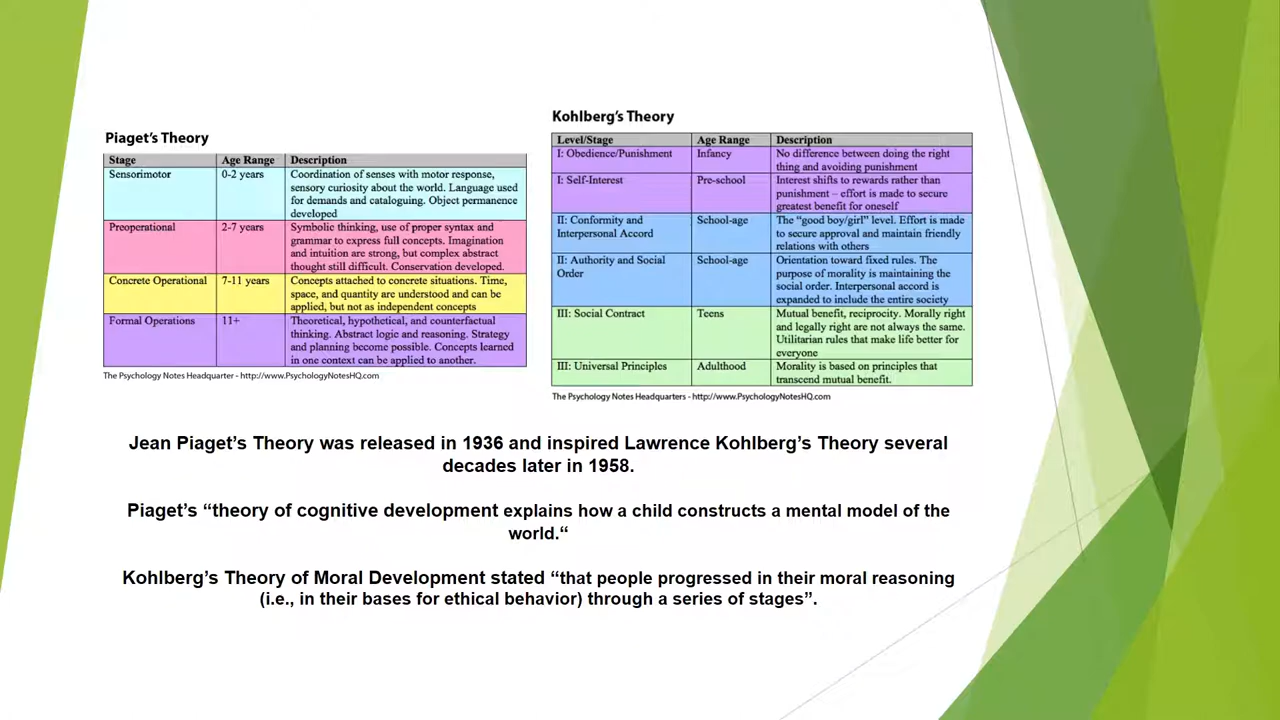 Piaget's Theory
Stage Age Range Description
Sensorimotor 0-2 years Coordination of senses with motor response,
sensory curiosity about the world. Language used
for demands and cataloguing. Object permanence
developed
Preoperational 2-7 years Symbolic thinking, use of proper syntax and
grammar to express full concepts. Imagination
and intuition are strong, but complex abstract
thought still difficult. Conservation developed.
Concrete Operational 7-11 years Concepts attached to concrete situations. Time,
space, and quantity are understood and can be
applied, but not as independent concepts
Formal Operations 11+ Theoretical, hypothetical, and counterfactual
thinking. Abstract logic and reasoning. Strategy
and planning become possible. Concepts learned
in one context can be applied to another.
The Psychology Notes Headquarter - http://www.PsychologyNotesHQ.com
Kohlberg's Theory
Level/Stage Age Range Description
I: Obedience/Punishment Infancy No difference between doing the right
thing and avoiding punishment
I: Self-Interest Pre-school Interest shifts to rewards rather than
punishment – effort is made to secure
greatest benefit for oneself
II: Conformity and School-age The "good boy/girl" level. Effort is made
Interpersonal Accord to secure approval and maintain friendly
relations with others
II: Authority and Social School-age Orientation toward fixed rules. The
Order purpose of morality is maintaining the
social order. Interpersonal accord is
expanded to include the entire society
III: Social Contract Teens Mutual benefit, reciprocity. Morally right
and legally right are not always the same.
Utilitarian rules that make life better for
everyone
III: Universal Principles Adulthood Morality is based on principles that
transcend mutual benefit.
The Psychology Notes Headquarters - http://www.PsychologyNotesHQ.com
Jean Piaget's Theory was released in 1936 and inspired Lawrence Kohlberg's Theory several
decades later in 1958.
Piaget's “theory of cognitive development explains how a child constructs a mental model of the
world.“
Kohlberg's Theory of Moral Development stated “that people progressed in their moral reasoning
(i.e., in their bases for ethical behavior) through a series of stages”.